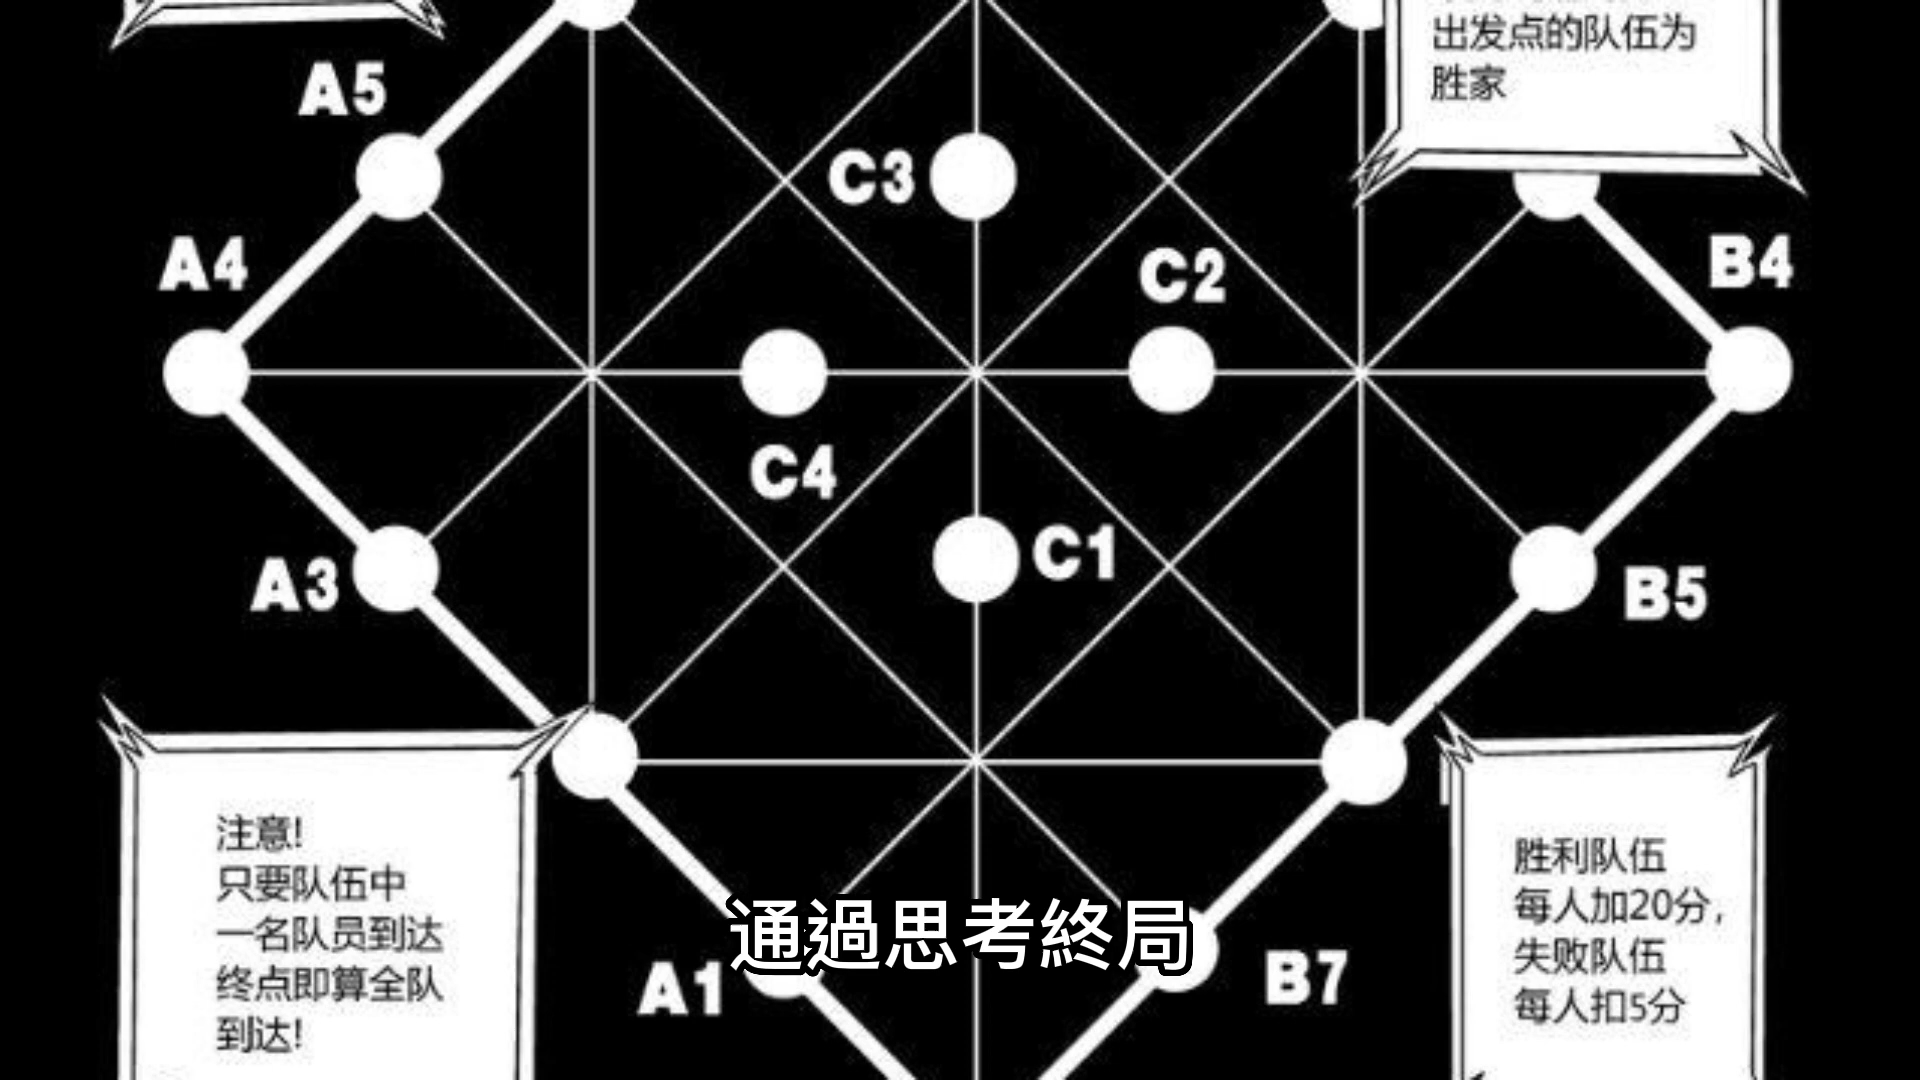 出发点的队伍为
胜家
A5
C3
A4
B4
C2
C4
C1
A3
B5
注意!
只要队伍中
一名队员到达
终点即算全队
到达!
胜利队伍
每人加20分，
失败队伍
每人扣5分
通過思考終局
A1
B7